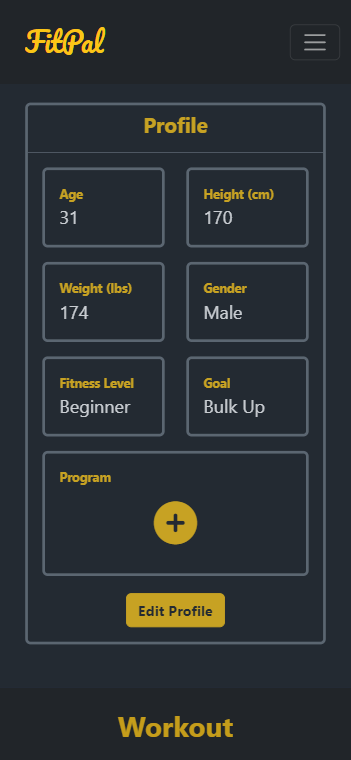 FitPal
Profile
Age
31
Height (cm)
170
Weight (lbs)
174
Gender
Male
Fitness Level
Beginner
Goal
Bulk Up
Program
Edit Profile
Workout